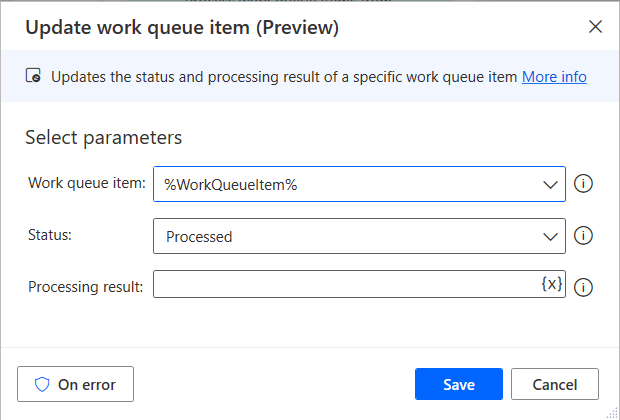 Update work queue item (Preview)
Updates the status and processing result of a specific work queue item More info
Select parameters
Work queue item: %WorkQueueItem%
Status: Processed
Processing result: {x}
On error Save Cancel